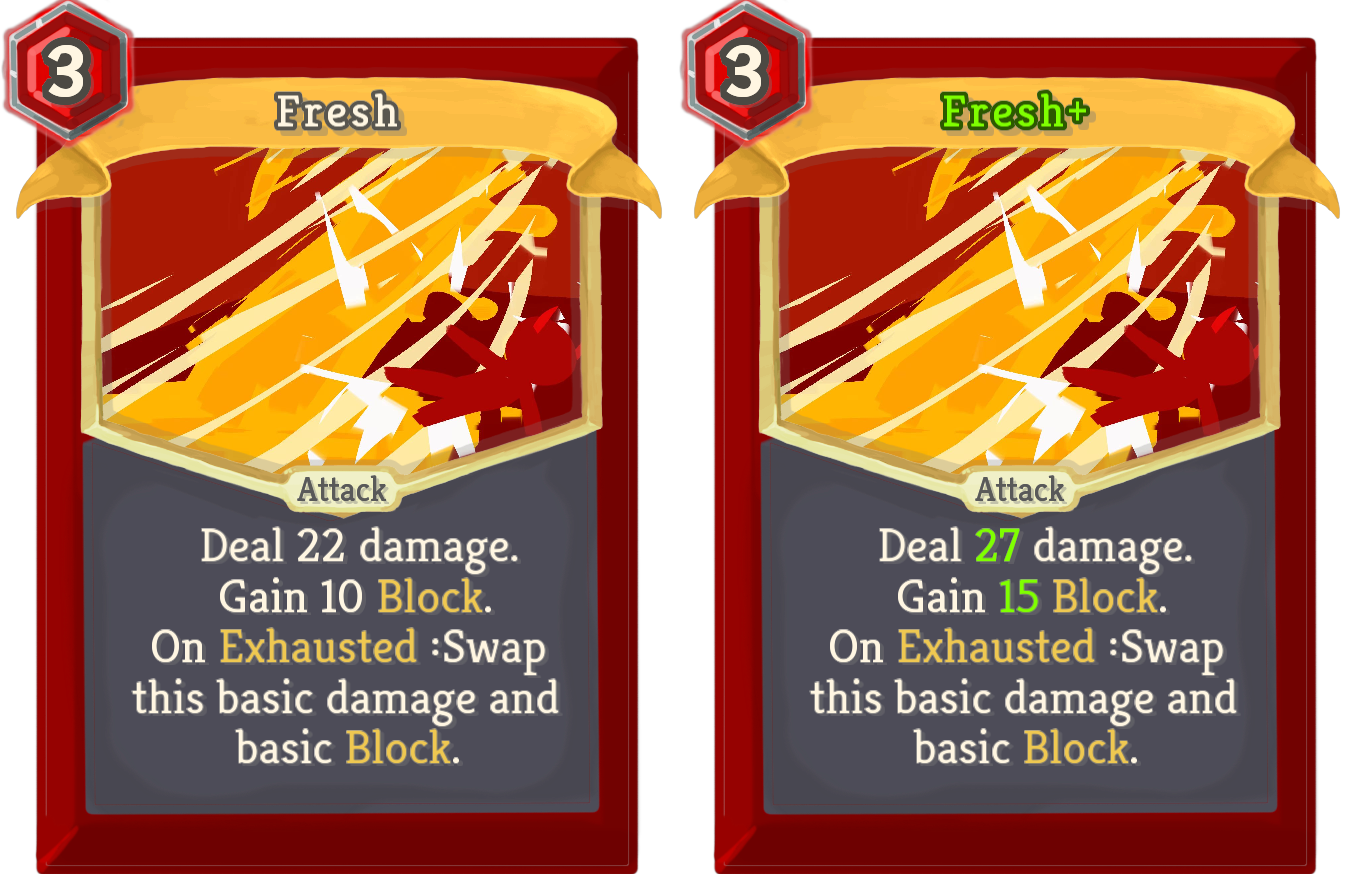 3
Fresh
Attack
Deal 22 damage.
Gain 10 Block.
On Exhausted :Swap
this basic damage and
basic Block.
3
Fresh+
Attack
Deal 27 damage.
Gain 15 Block.
On Exhausted :Swap
this basic damage and
basic Block.